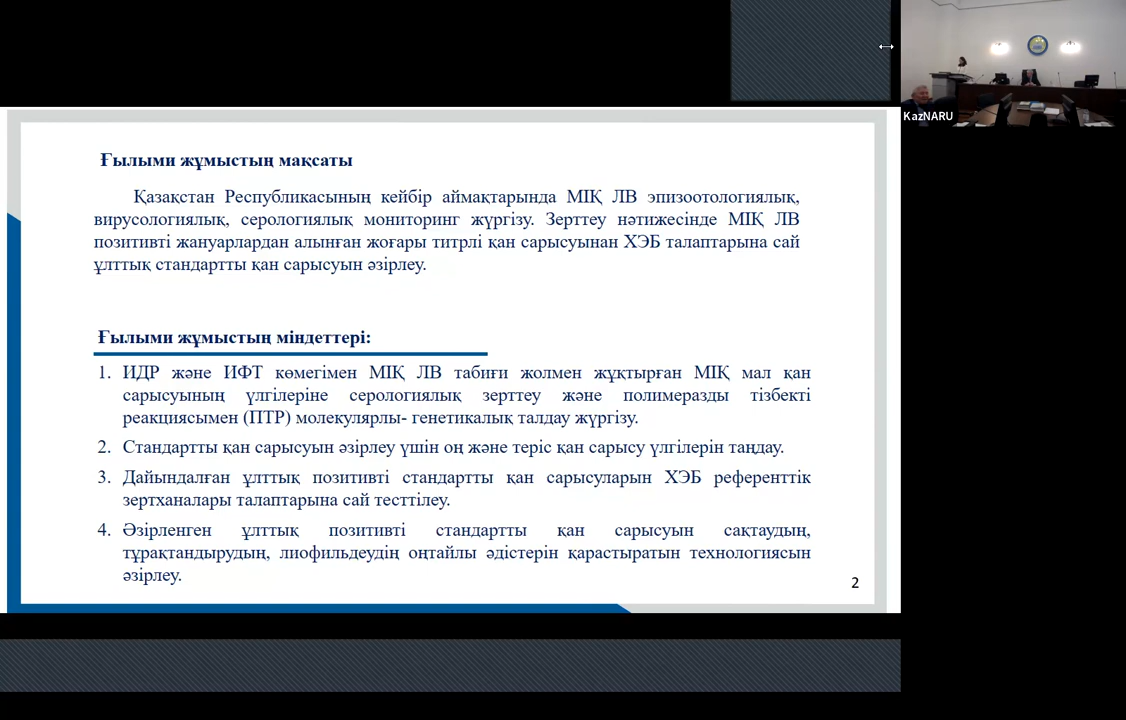 KazNARU
Ғылыми жұмыстың мақсаты
Қазақстан Республикасының кейбір аймақтарында МІҚ ЛВ эпизоотологиялық,
вирусологиялық, серологиялық мониторинг жүргізу. Зерттеу нәтижесінде МІҚ ЛВ
позитивті жануарлардан алынған жоғары титрлі қан сарысуынан ХЭБ талаптарына сай
ұлттық стандартты қан сарысуын әзірлеу.
Ғылыми жұмыстың міндеттері:
1. ИДР және ИФТ көмегімен МІҚ ЛВ табиғи жолмен жұқтырған МІҚ мал қан
сарысуының үлгілеріне серологиялық зерттеу және полимеразды тізбекті
реакциясымен (ПТР) молекулярлы- генетикалық талдау жүргізу.
2. Стандартты қан сарысуын әзірлеу үшін оң және теріс қан сарысу үлгілерін таңдау.
3. Дайындалған ұлттық позитивті стандартты қан сарысуларын ХЭБ референттік
зертханалары талаптарына сай тесттілеу.
4. Әзірленген ұлттық позитивті стандартты қан сарысуын сақтаудың,
тұрақтандырудың, лиофильдеудің оңтайлы әдістерін қарастыратын технологиясын
әзірлеу.
2